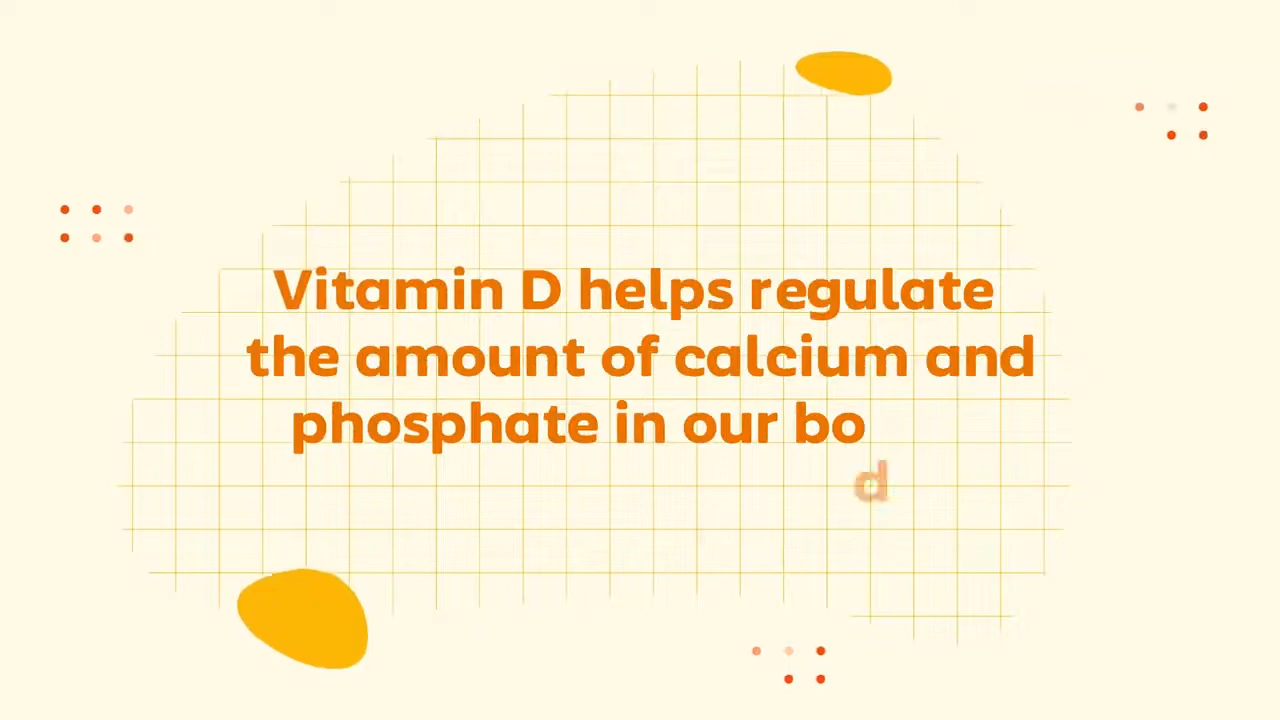 Vitamin D helps regulate
the amount of calcium and
phosphate in our bo
d